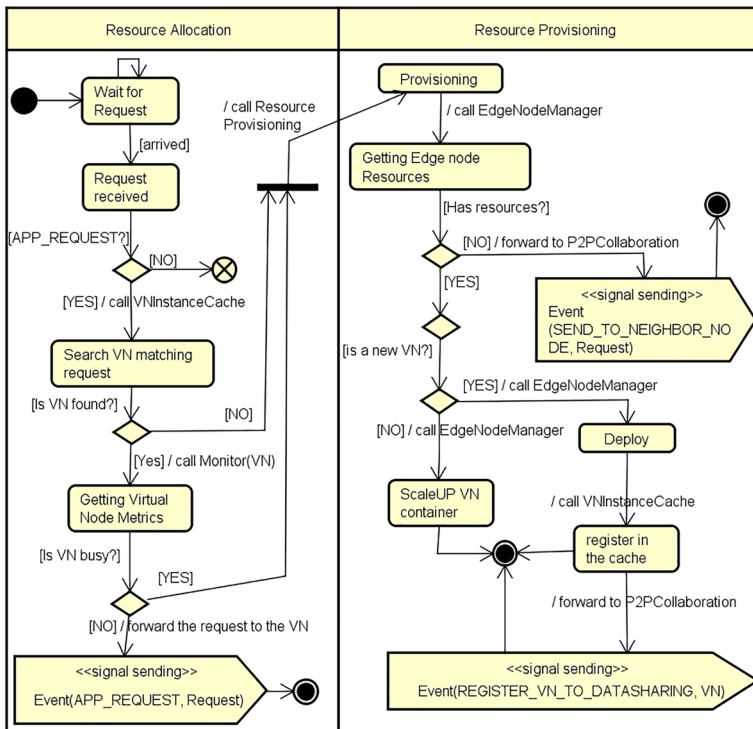 Resource Allocation
Wait for
Request
[arrived]
Request
received
[APP_REQUEST?]
[NO]
[YES] / call VNInstanceCache
Search VN matching
request
[Is VN found?]
[NO]
[Yes] / call Monitor(VN)
Getting Virtual
Node Metrics
[Is VN busy?]
[YES]
[NO] / forward the request to the VN
<<signal sending>>
Event(APP_REQUEST, Request)
/ call Resource
Provisioning
Resource Provisioning
Provisioning
/ call EdgeNodeManager
Getting Edge node
Resources
[Has resources?]
[NO] / forward to P2PCollaboration
[YES]
<<signal sending>>
Event
(SEND_TO_NEIGHBOR_NO
DE, Request)
[is a new VN?]
[YES] / call EdgeNodeManager
[NO] / call EdgeNodeManager
Deploy
ScaleUP VN
container
/ call VNInstanceCache
register in
the cache
/ forward to P2PCollaboration
<<signal sending>>
Event(REGISTER_VN_TO_DATASHARING, VN)